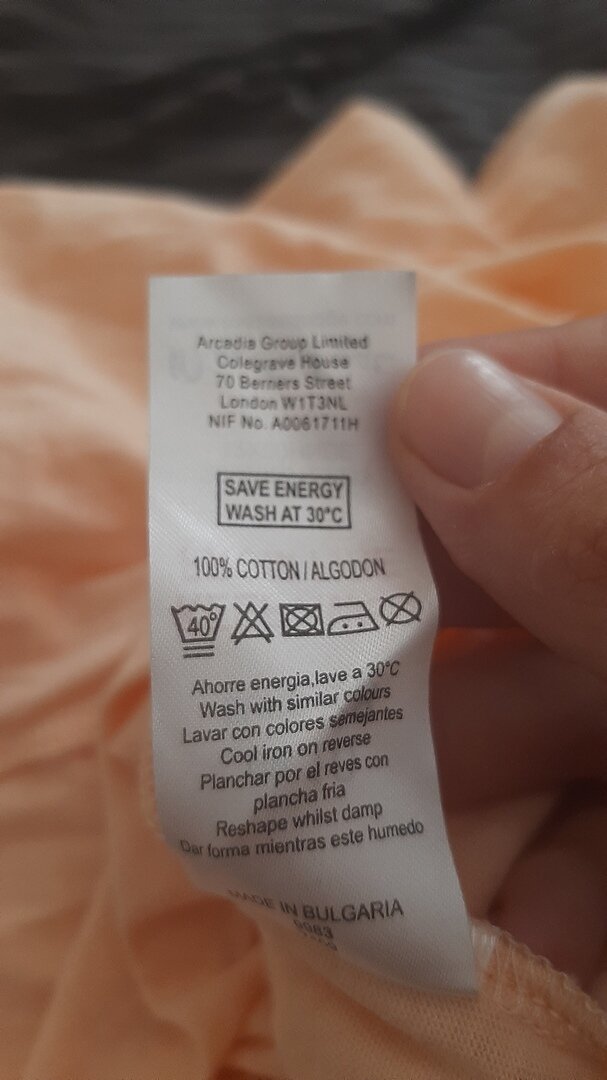 Arcadia Group Limited
Colegrave House
70 Berners Street
London W1T3NL
NIF No. A0061711H
SAVE ENERGY
WASH AT 30°C
100% COTTON / ALGODON
40°
Ahorre energia,lave a 30°C
Wash with similar colours
Lavar con colores semejantes
Cool iron on reverse
Planchar por el reves con
plancha fria
Reshape whilst damp
Dar forma mientras este humedo
MADE IN BULGARIA